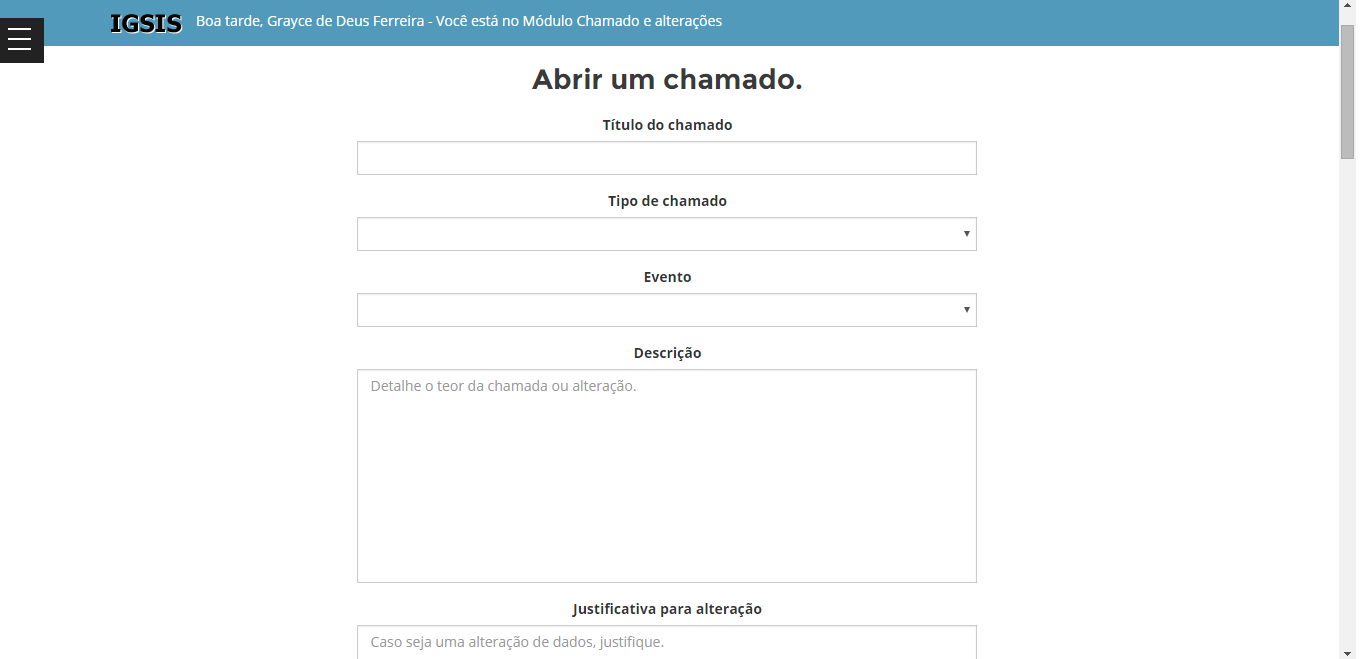 IGSIS Boa tarde, Grayce de Deus Ferreira - Você está no Módulo Chamado e alterações
Abrir um chamado.
Título do chamado
Tipo de chamado
Evento
Descrição
Detalhe o teor da chamada ou alteração.
Justificativa para alteração
Caso seja uma alteração de dados, justifique.